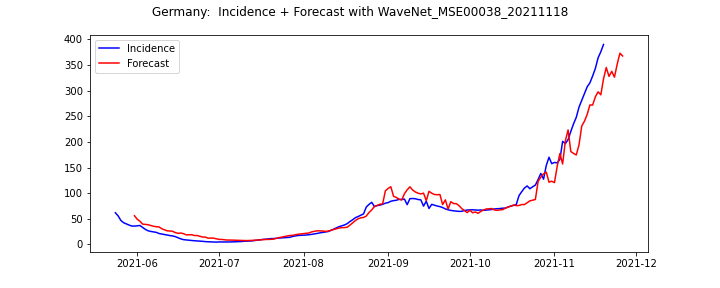 Germany:  Incidence + Forecast with WaveNet_MSE00038_20211118
Incidence
Forecast
400
350
300
250
200
150
100
50
0
2021-06 2021-07 2021-08 2021-09 2021-10 2021-11 2021-12